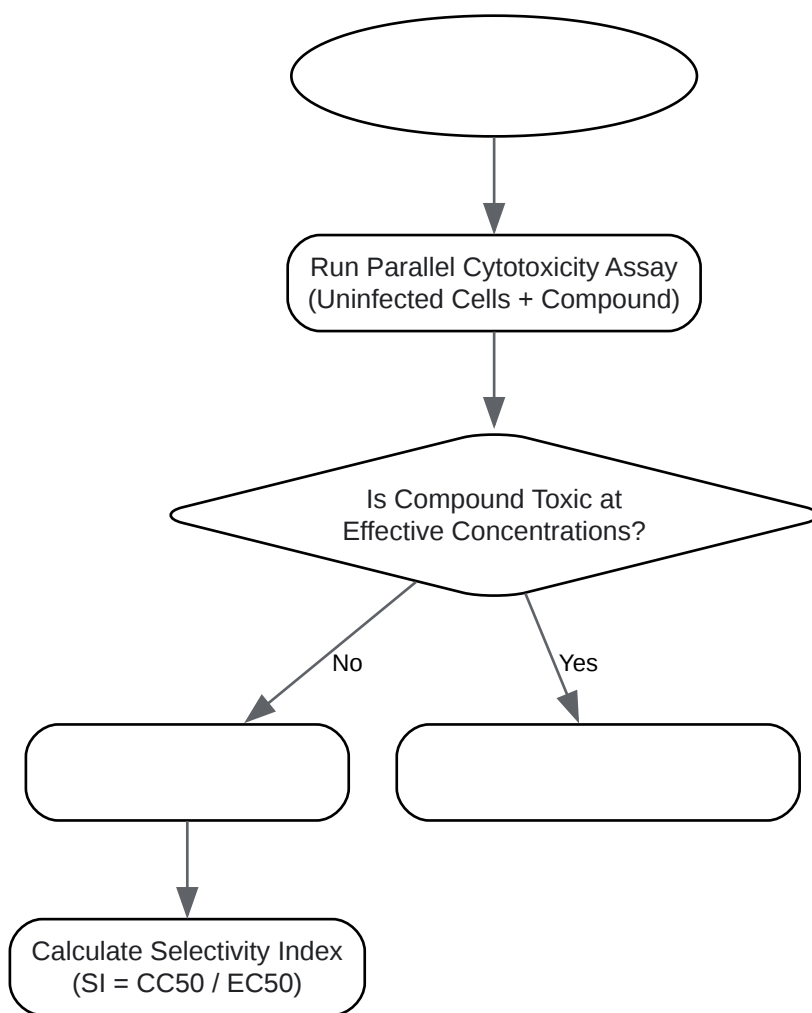 Run Parallel Cytotoxicity Assay
(Uninfected Cells + Compound)
Is Compound Toxic at
Effective Concentrations?
No
Yes
Calculate Selectivity Index
(SI = CC50 / EC50)